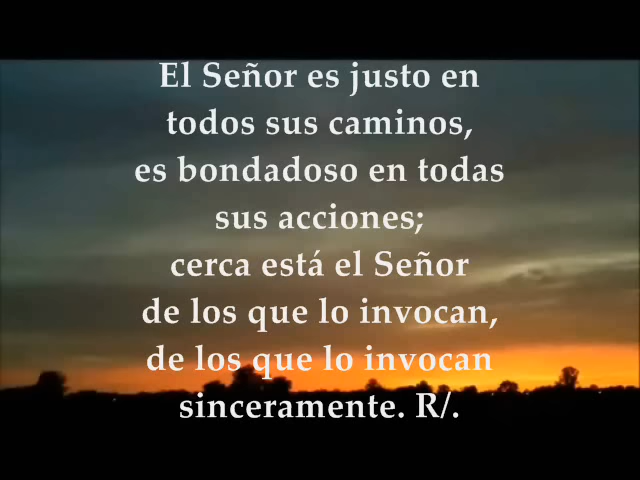 El Señor es justo en
todos sus caminos,
es bondadoso en todas
sus acciones;
cerca está el Señor
de los que lo invocan,
de los que lo invocan
sinceramente. R/.